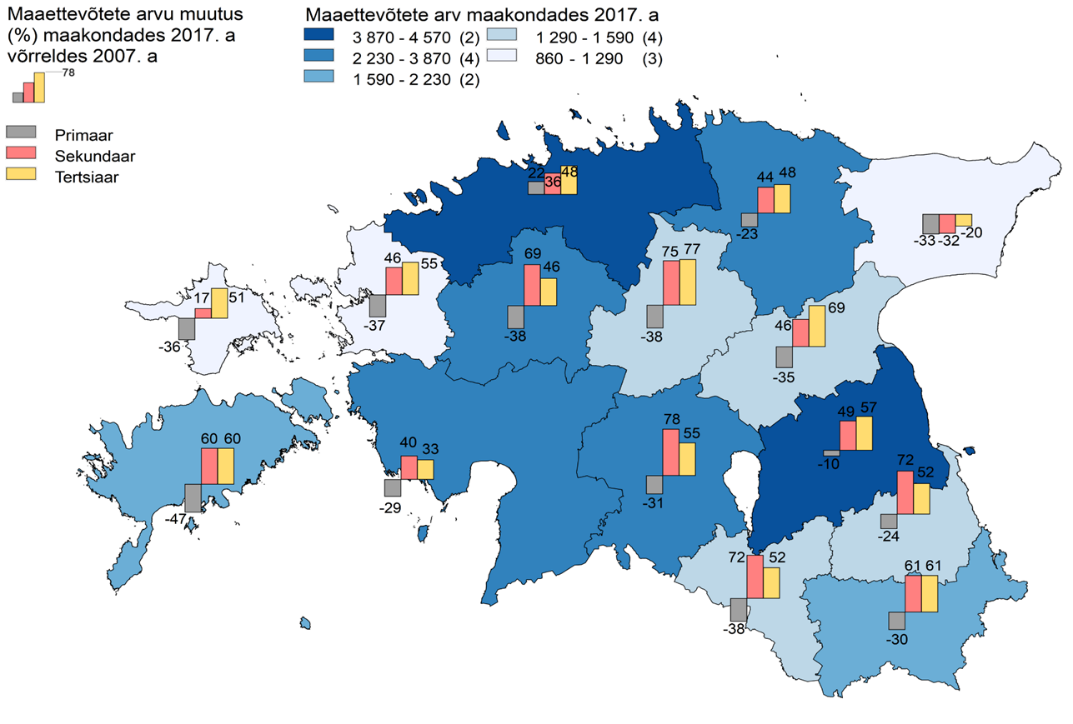 Maaettevõtete arvu muutus
(%) maakondades 2017. a
võrreldes 2007. a
78
Primaar
Sekundaar
Tertsiaar
Maaettevõtete arv maakondades 2017. a
3 870 - 4 570 (2)
2 230 - 3 870 (4)
1 590 - 2 230 (2)
1 290 - 1 590 (4)
860 - 1 290 (3)
22 36 48
-23 44 48
-33 -32 -20
-37 46 55
-38 69 46
-38 75 77
-36 17 51
-35 46 69
-47 60 60
-29 40 33
-31 78 55
-10 49 57
-24 72 52
-38 72 52
-30 61 61